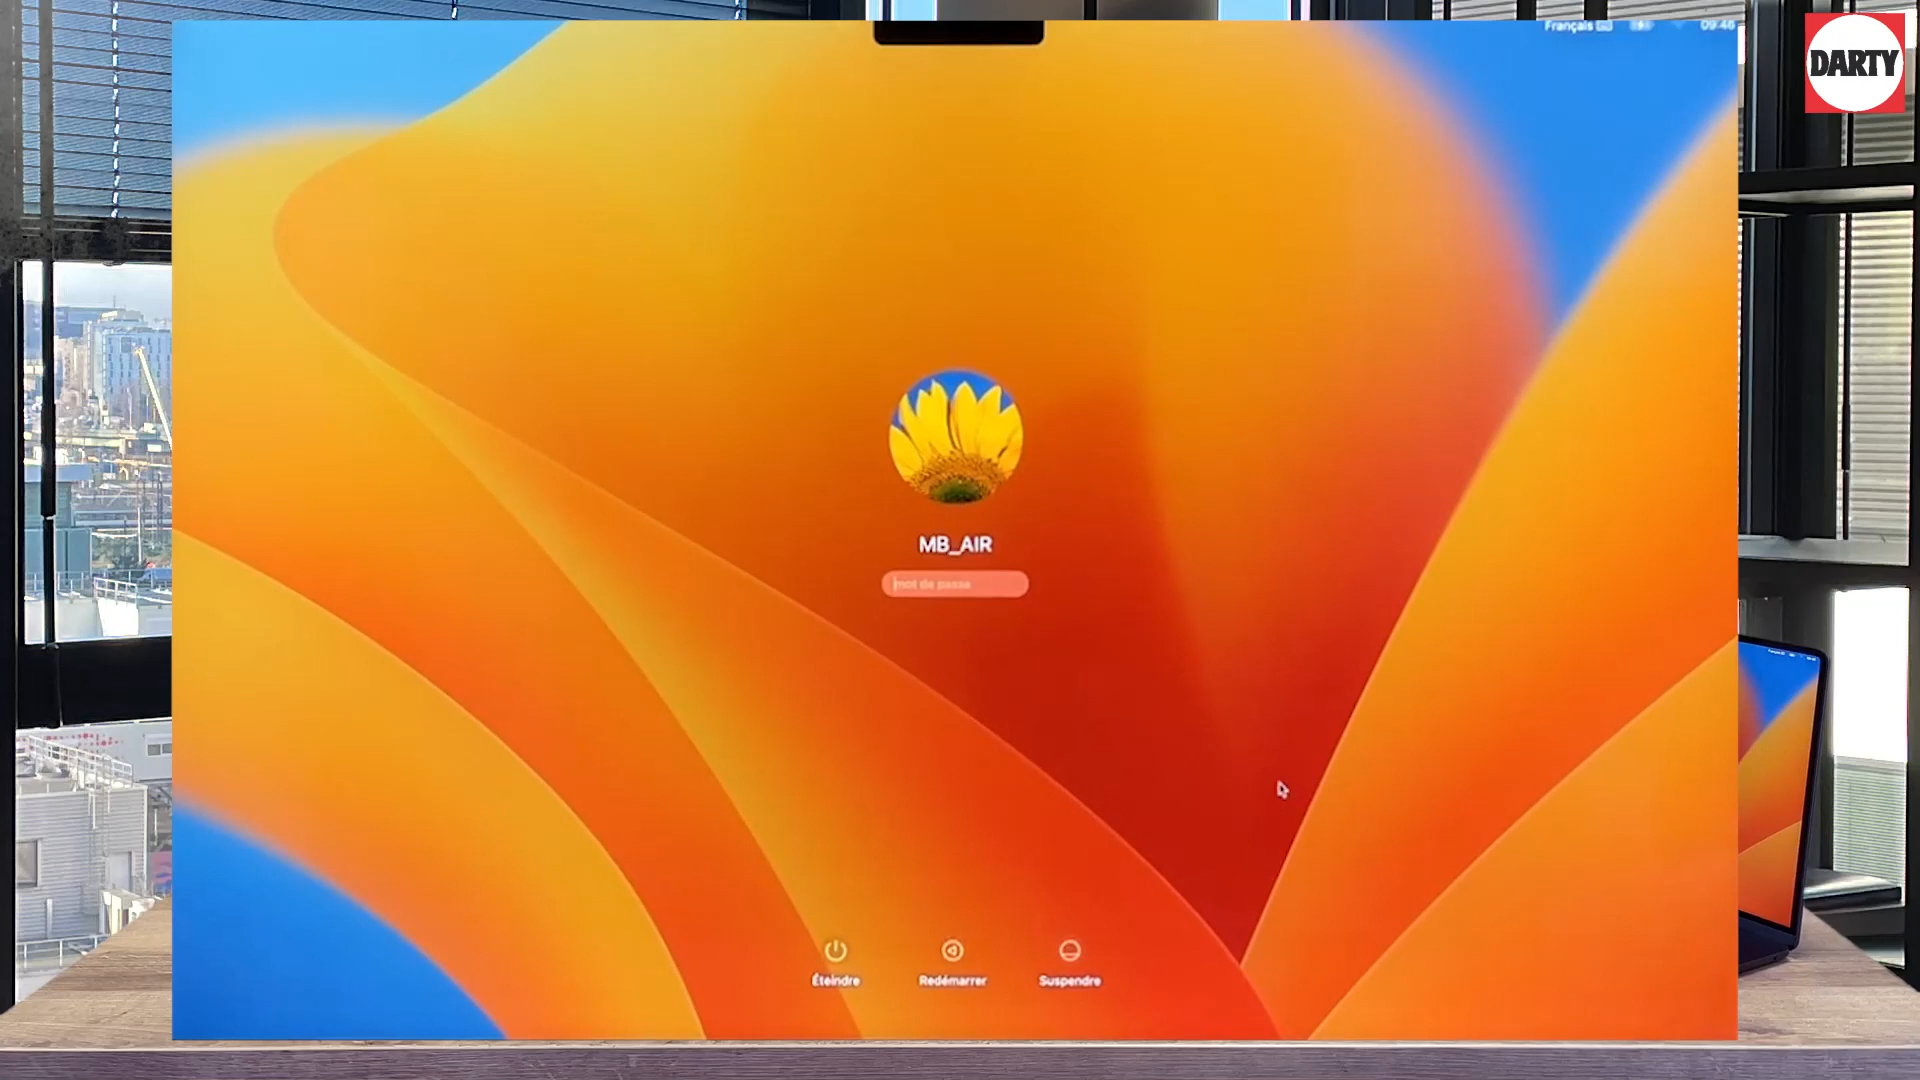 Français
09:46
DARTY
MB_AIR
mot de passe
Éteindre
Redémarrer
Suspendre